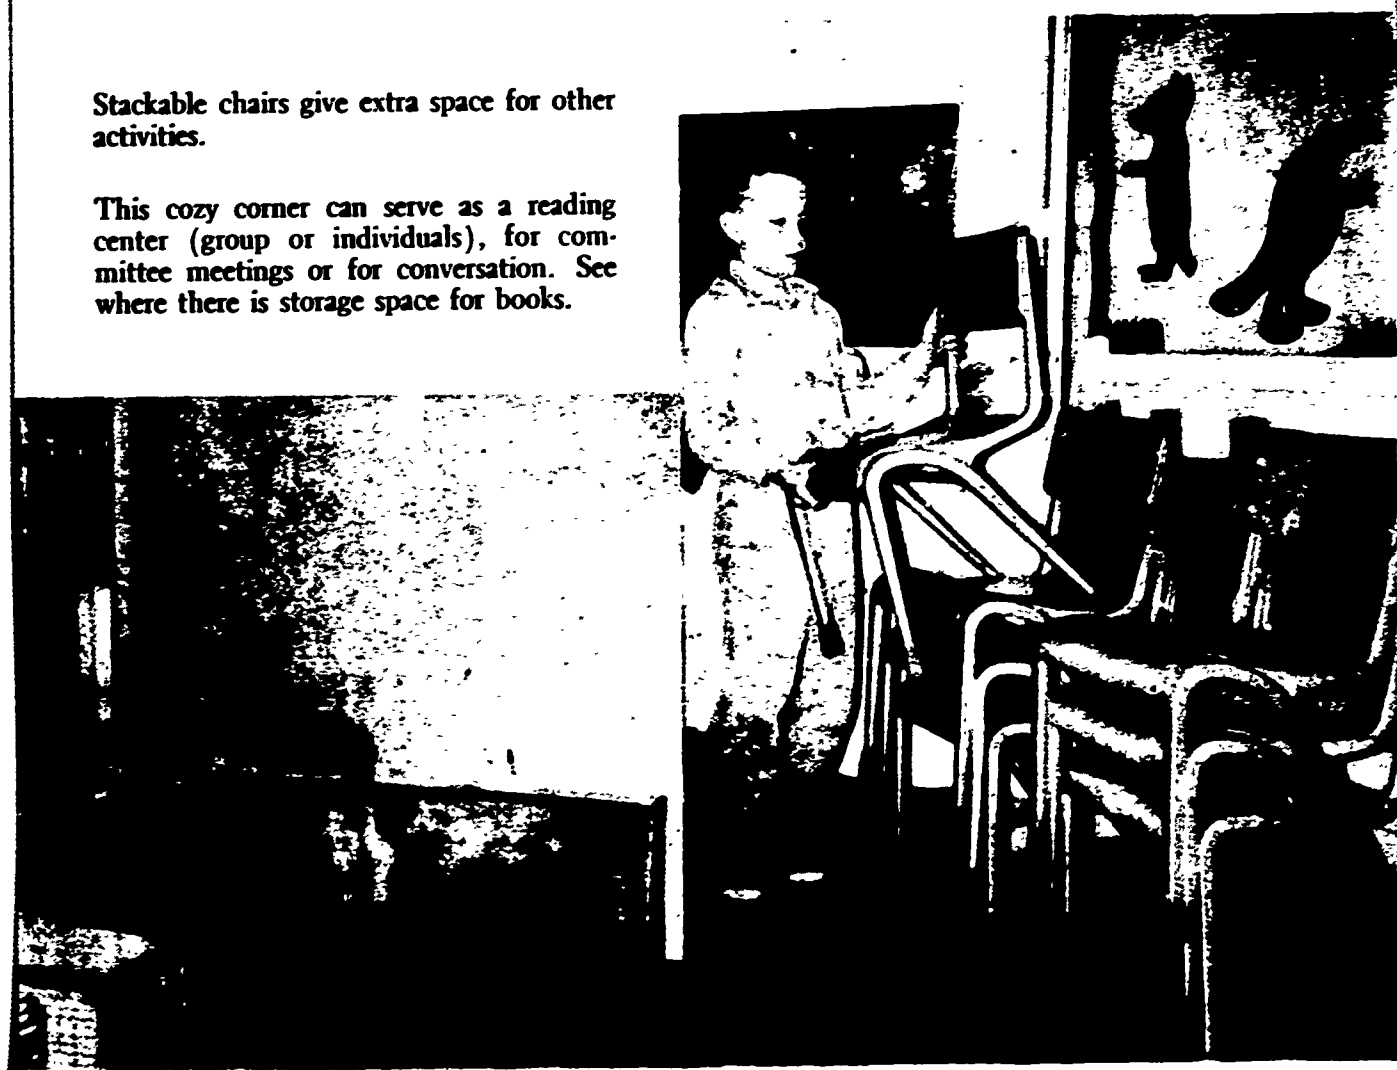 Stackable chairs give extra space for other
activities.
This cozy corner can serve as a reading
center (group or individuals), for com-
mittee meetings or for conversation. See
where there is storage space for books.